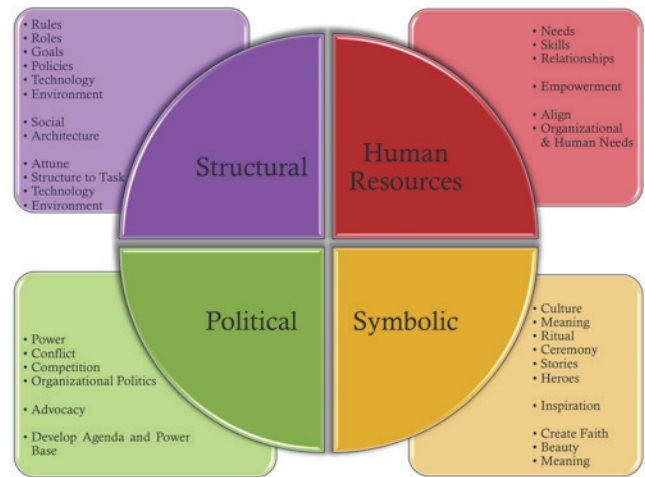 • Rules
• Roles
• Goals
• Policies
• Technology
• Environment
• Social
• Architecture
• Attune
• Structure to Task
• Technology
• Environment
Structural
• Needs
• Skills
• Relationships
• Empowerment
• Align
• Organizational
& Human Needs
Human
Resources
• Power
• Conflict
• Competition
• Organizational Politics
• Advocacy
• Develop Agenda and Power
Base
Political
Symbolic
• Culture
• Meaning
• Ritual
• Ceremony
• Stories
• Heroes
• Inspiration
• Create Faith
• Beauty
• Meaning